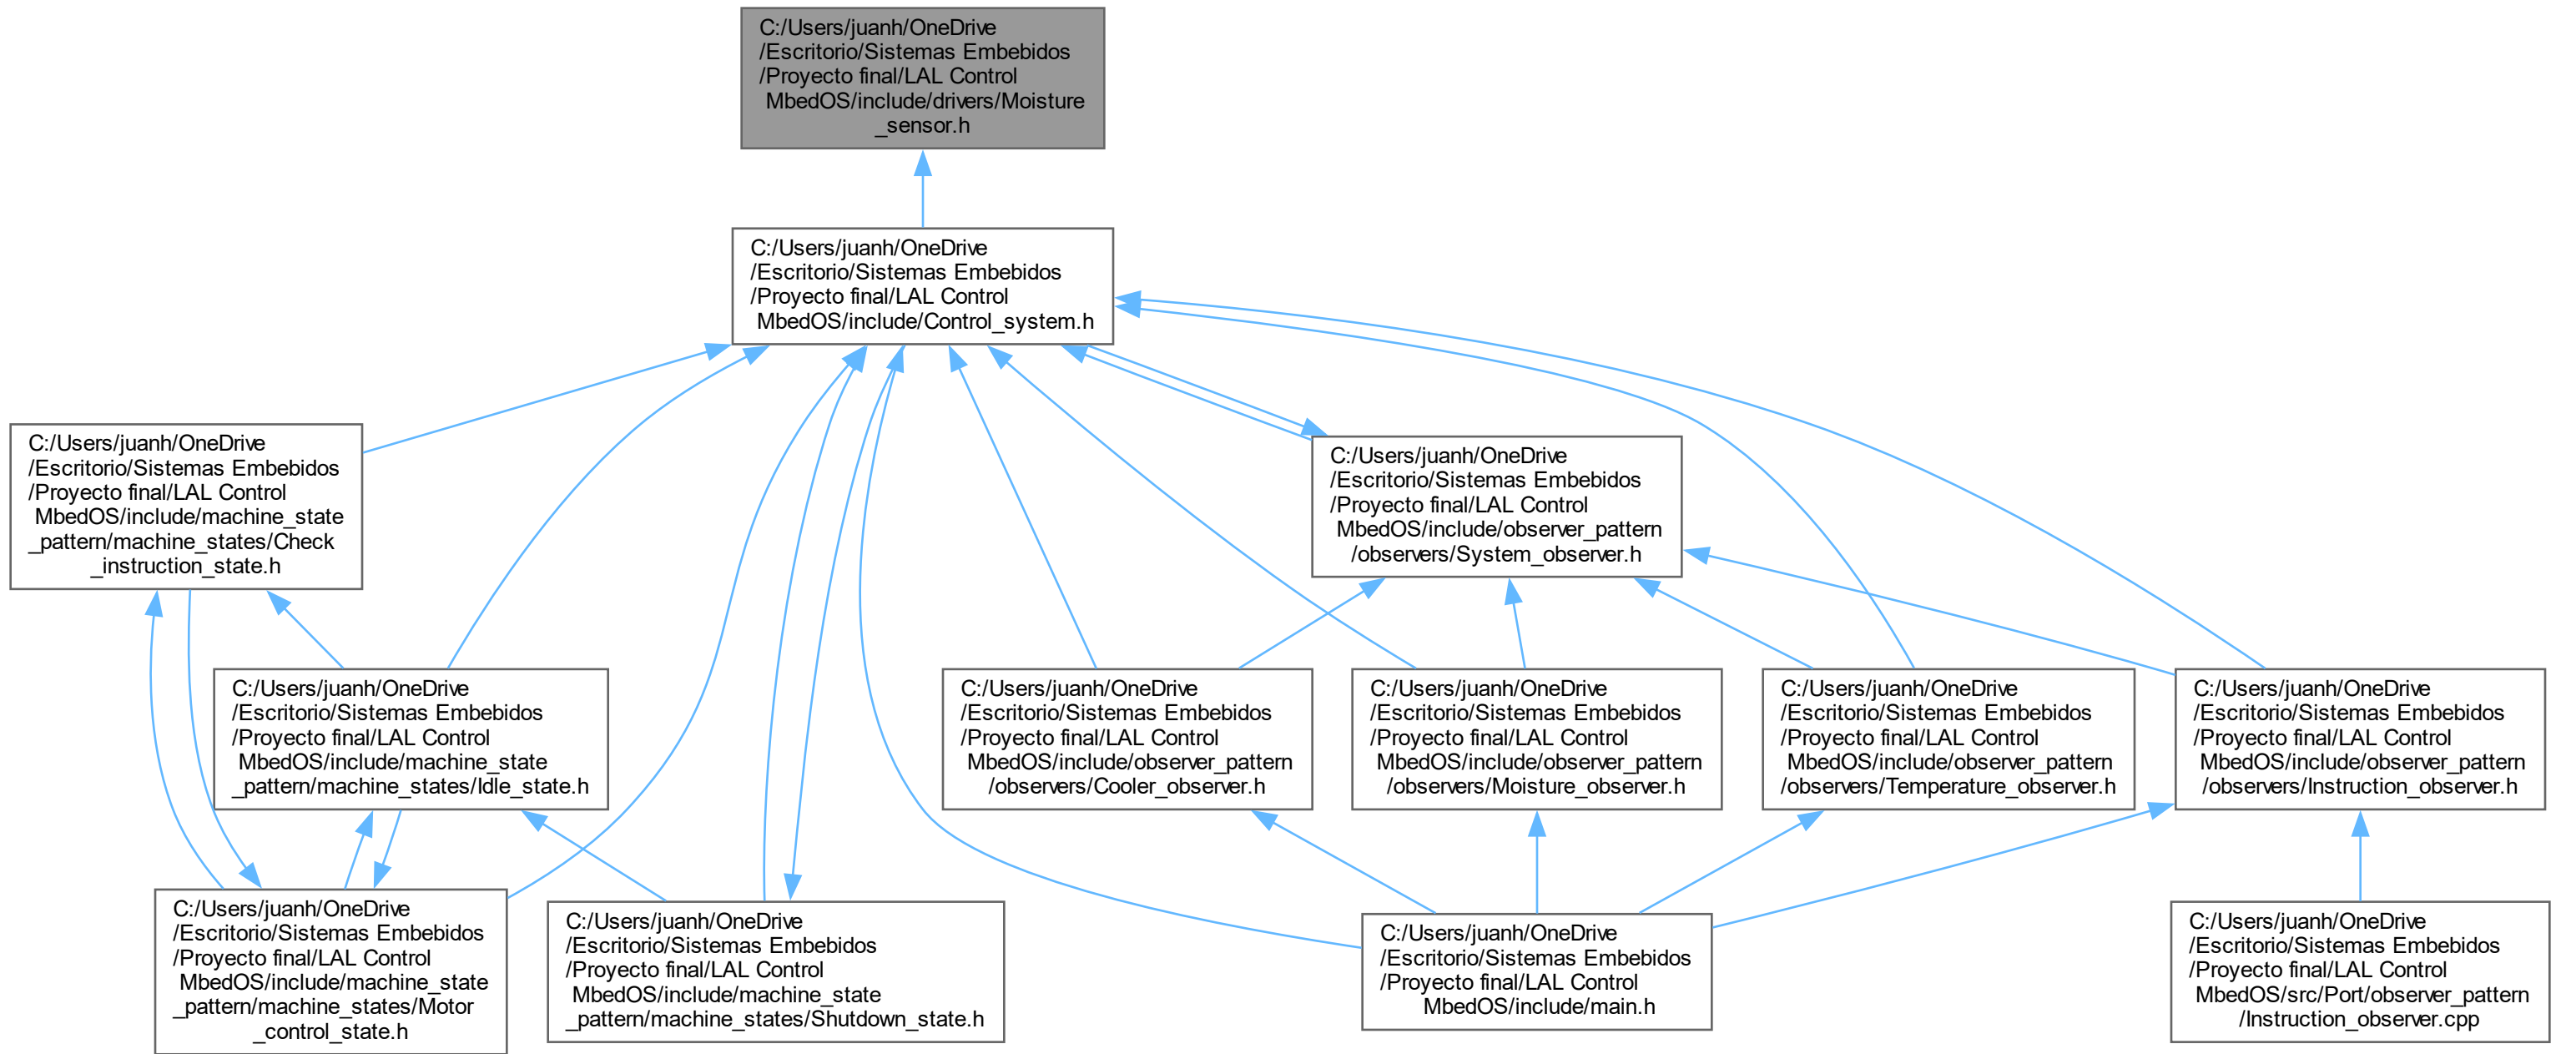 C:/Users/juanh/OneDrive
/Escritorio/Sistemas Embebidos
/Proyecto final/LAL Control
MbedOS/include/drivers/Moisture
_sensor.h
C:/Users/juanh/OneDrive
/Escritorio/Sistemas Embebidos
/Proyecto final/LAL Control
MbedOS/include/Control_system.h
C:/Users/juanh/OneDrive
/Escritorio/Sistemas Embebidos
/Proyecto final/LAL Control
MbedOS/include/machine_state
_pattern/machine_states/Check
_instruction_state.h
C:/Users/juanh/OneDrive
/Escritorio/Sistemas Embebidos
/Proyecto final/LAL Control
MbedOS/include/observer_pattern
/observers/System_observer.h
C:/Users/juanh/OneDrive
/Escritorio/Sistemas Embebidos
/Proyecto final/LAL Control
MbedOS/include/machine_state
_pattern/machine_states/Idle_state.h
C:/Users/juanh/OneDrive
/Escritorio/Sistemas Embebidos
/Proyecto final/LAL Control
MbedOS/include/observer_pattern
/observers/Cooler_observer.h
C:/Users/juanh/OneDrive
/Escritorio/Sistemas Embebidos
/Proyecto final/LAL Control
MbedOS/include/observer_pattern
/observers/Moisture_observer.h
C:/Users/juanh/OneDrive
/Escritorio/Sistemas Embebidos
/Proyecto final/LAL Control
MbedOS/include/observer_pattern
/observers/Temperature_observer.h
C:/Users/juanh/OneDrive
/Escritorio/Sistemas Embebidos
/Proyecto final/LAL Control
MbedOS/include/observer_pattern
/observers/Instruction_observer.h
C:/Users/juanh/OneDrive
/Escritorio/Sistemas Embebidos
/Proyecto final/LAL Control
MbedOS/include/machine_state
_pattern/machine_states/Motor
_control_state.h
C:/Users/juanh/OneDrive
/Escritorio/Sistemas Embebidos
/Proyecto final/LAL Control
MbedOS/include/machine_state
_pattern/machine_states/Shutdown_state.h
C:/Users/juanh/OneDrive
/Escritorio/Sistemas Embebidos
/Proyecto final/LAL Control
MbedOS/include/main.h
C:/Users/juanh/OneDrive
/Escritorio/Sistemas Embebidos
/Proyecto final/LAL Control
MbedOS/src/Port/observer_pattern
/Instruction_observer.cpp